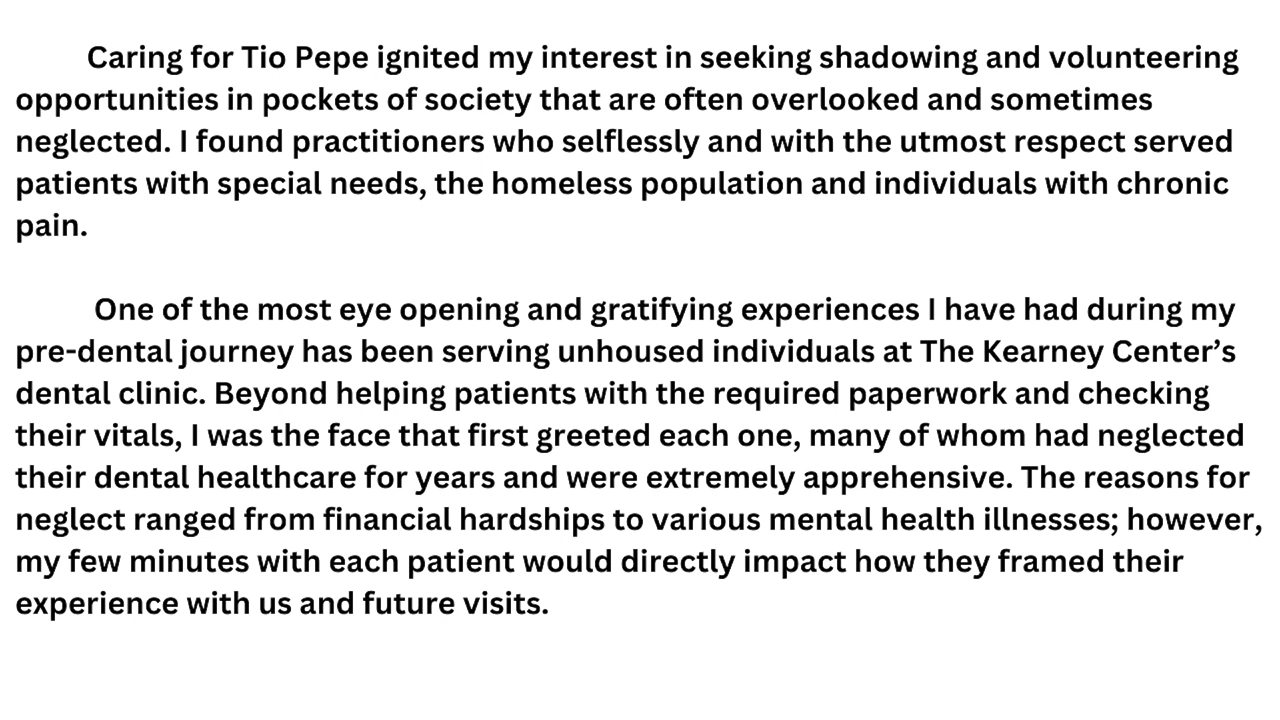 Caring for Tio Pepe ignited my interest in seeking shadowing and volunteering
opportunities in pockets of society that are often overlooked and sometimes
neglected. I found practitioners who selflessly and with the utmost respect served
patients with special needs, the homeless population and individuals with chronic
pain.
One of the most eye opening and gratifying experiences I have had during my
pre-dental journey has been serving unhoused individuals at The Kearney Center’s
dental clinic. Beyond helping patients with the required paperwork and checking
their vitals, I was the face that first greeted each one, many of whom had neglected
their dental healthcare for years and were extremely apprehensive. The reasons for
neglect ranged from financial hardships to various mental health illnesses; however,
my few minutes with each patient would directly impact how they framed their
experience with us and future visits.